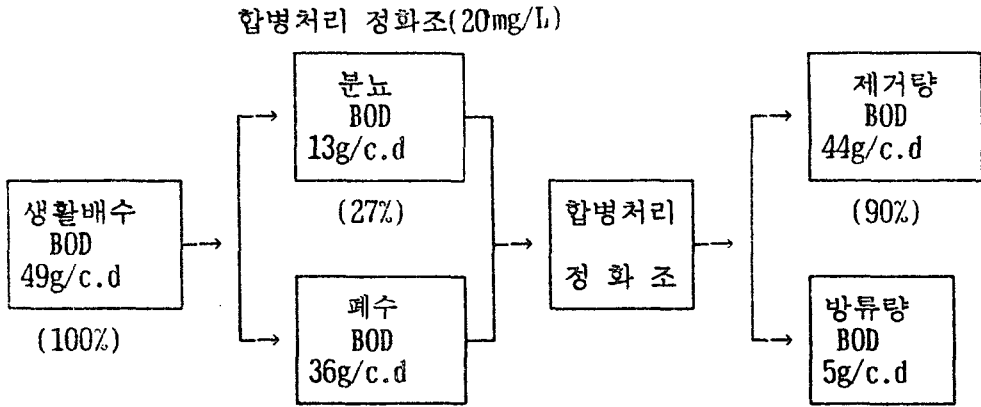 합병처리 정화조(20mg/L)
생활배수
BOD
49g/c.d
(100%)
분뇨
BOD
13g/c.d
(27%)
폐수
BOD
36g/c.d
합병처리
정 화 조
제거량
BOD
44g/c.d
(90%)
방류량
BOD
5g/c.d